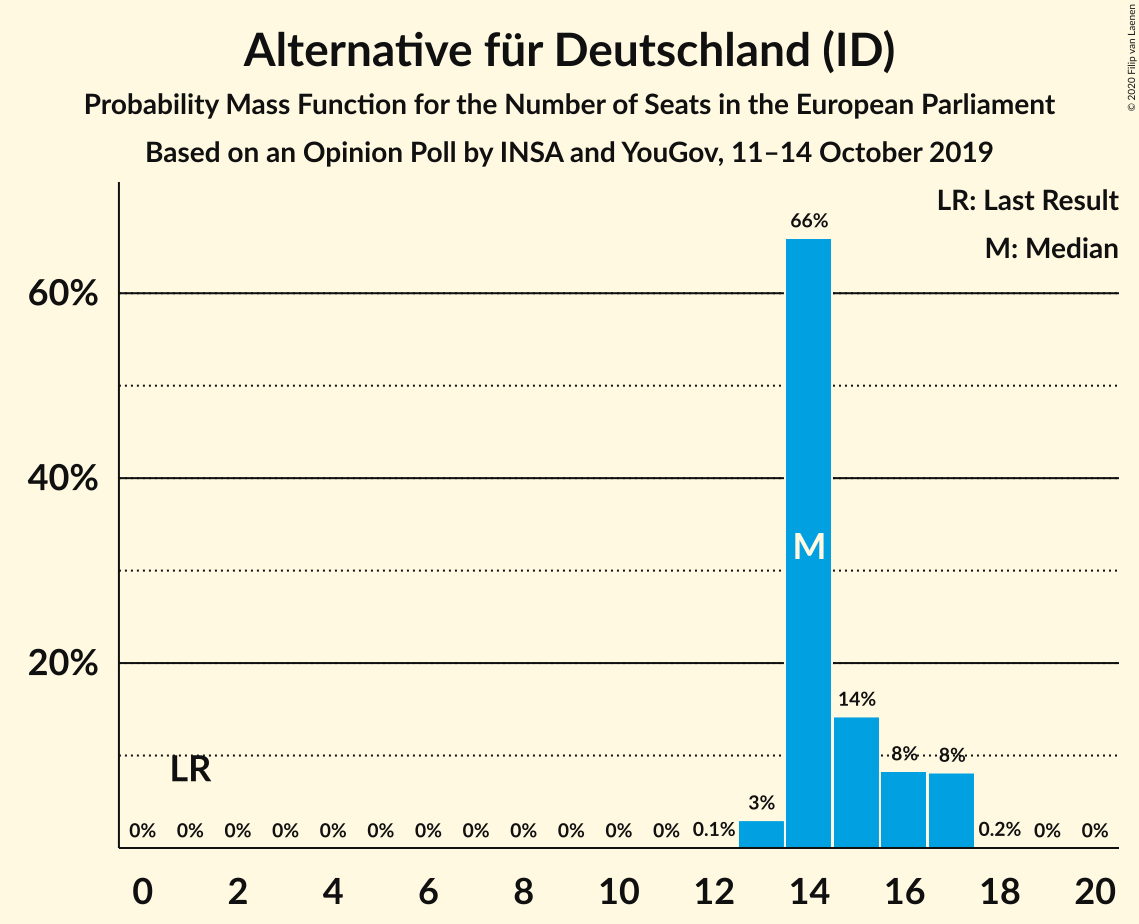 Alternative für Deutschland (ID)
Probability Mass Function for the Number of Seats in the European Parliament
Based on an Opinion Poll by INSA and YouGov, 11–14 October 2019
© 2020 Filip van Laenen
LR: Last Result
M: Median
66%
60%
40%
M
20%
14%
LR
8% 8%
3%
0% 0% 0% 0% 0% 0% 0% 0% 0% 0% 0% 0% 0.1% 0.2% 0% 0%
0 2 4 6 8 10 12 14 16 18 20